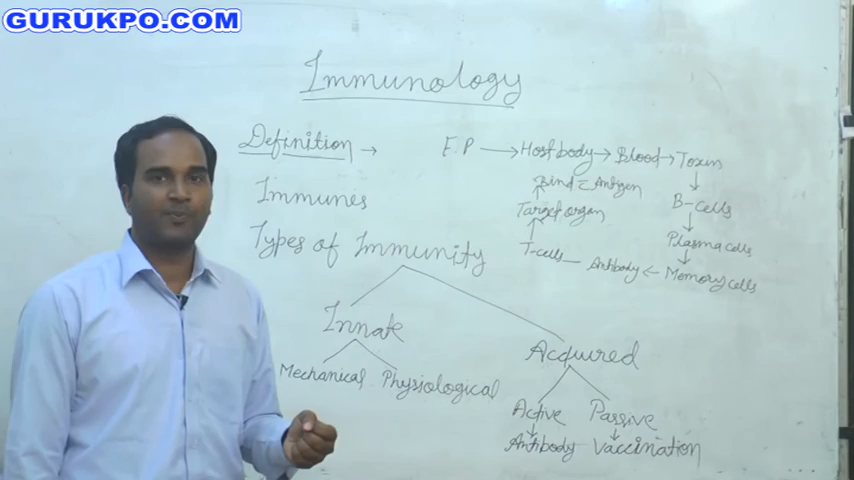 GURUKPO.COM
Immunology
Definition → E.P → Host body → Blood → Toxin
Bind c̄ Antigen
Immunes
Target organ
B-cells
Types of Immunity
Plasma cells
T-cells — Antibody ← Memory cells
Innate
Acquired
Mechanical Physiological
Active Passive
Antibody Vaccination